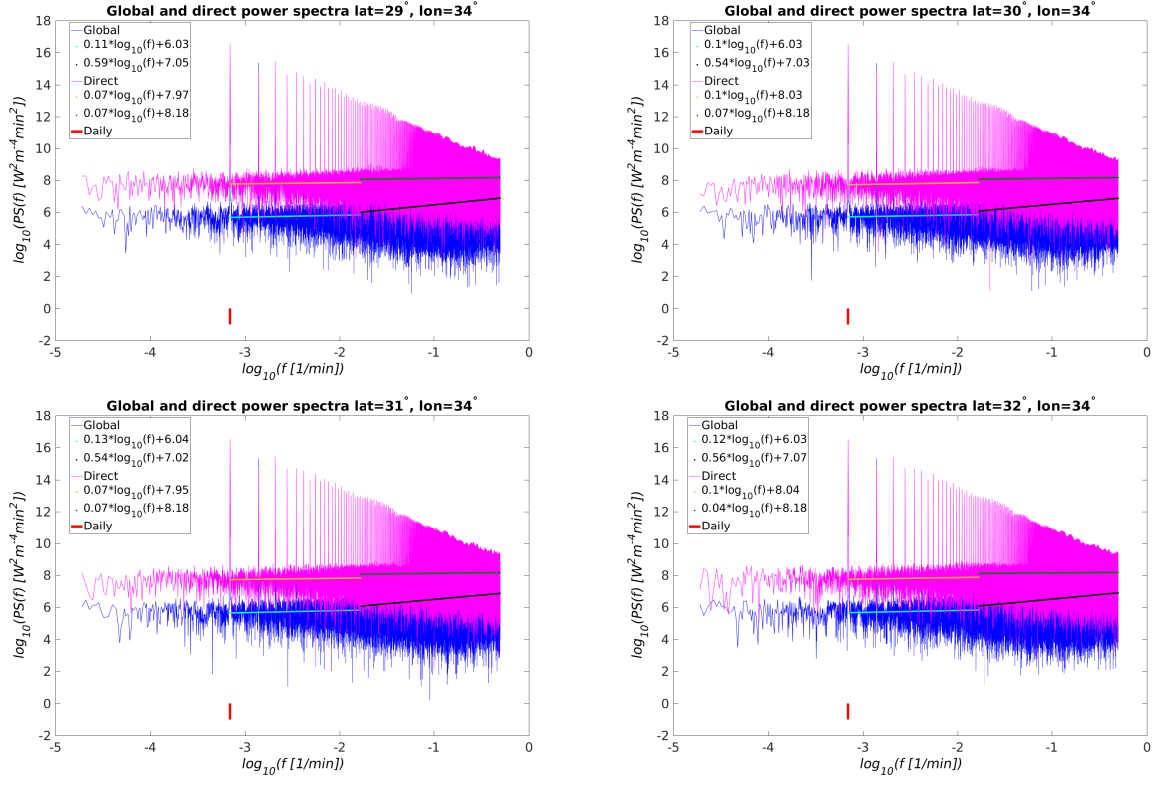 Global and direct power spectra lat=29°, lon=34°
18
16
14
12
10
8
6
4
2
0
-2
log10(PS(f) [W2m-4min2])
Global
0.11*log10(f)+6.03
0.59*log10(f)+7.05
Direct
0.07*log10(f)+7.97
0.07*log10(f)+8.18
Daily
-5 -4 -3 -2 -1 0
log10(f [1/min])
Global and direct power spectra lat=30°, lon=34°
18
16
14
12
10
8
6
4
2
0
-2
log10(PS(f) [W2m-4min2])
Global
0.1*log10(f)+6.03
0.54*log10(f)+7.03
Direct
0.1*log10(f)+8.03
0.07*log10(f)+8.18
Daily
-5 -4 -3 -2 -1 0
log10(f [1/min])
Global and direct power spectra lat=31°, lon=34°
18
16
14
12
10
8
6
4
2
0
-2
log10(PS(f) [W2m-4min2])
Global
0.13*log10(f)+6.04
0.54*log10(f)+7.02
Direct
0.07*log10(f)+7.95
0.07*log10(f)+8.18
Daily
-5 -4 -3 -2 -1 0
log10(f [1/min])
Global and direct power spectra lat=32°, lon=34°
18
16
14
12
10
8
6
4
2
0
-2
log10(PS(f) [W2m-4min2])
Global
0.12*log10(f)+6.03
0.56*log10(f)+7.07
Direct
0.1*log10(f)+8.04
0.04*log10(f)+8.18
Daily
-5 -4 -3 -2 -1 0
log10(f [1/min])